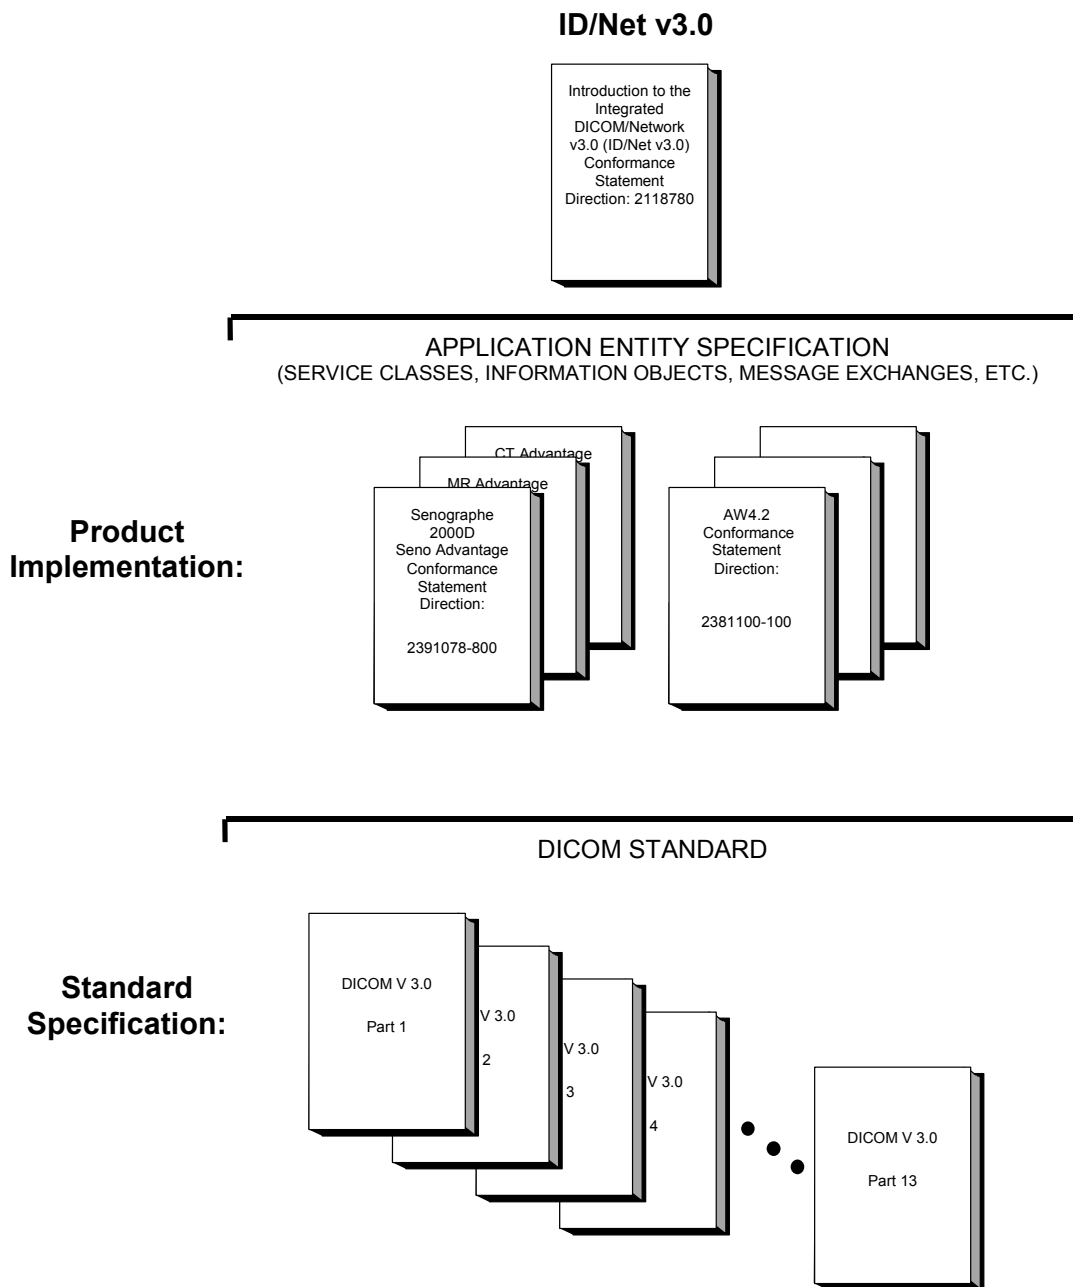 ID/Net v3.0
Introduction to the
Integrated
DICOM/Network
v3.0 (ID/Net v3.0)
Conformance
Statement
Direction: 2118780
APPLICATION ENTITY SPECIFICATION
(SERVICE CLASSES, INFORMATION OBJECTS, MESSAGE EXCHANGES, ETC.)
Product
Implementation:
CT Advantage
MR Advantage
Senographe
2000D
Seno Advantage
Conformance
Statement
Direction:
2391078-800
AW4.2
Conformance
Statement
Direction:
2381100-100
DICOM STANDARD
Standard
Specification:
DICOM V 3.0
Part 1
V 3.0
2
V 3.0
3
V 3.0
4
DICOM V 3.0
Part 13